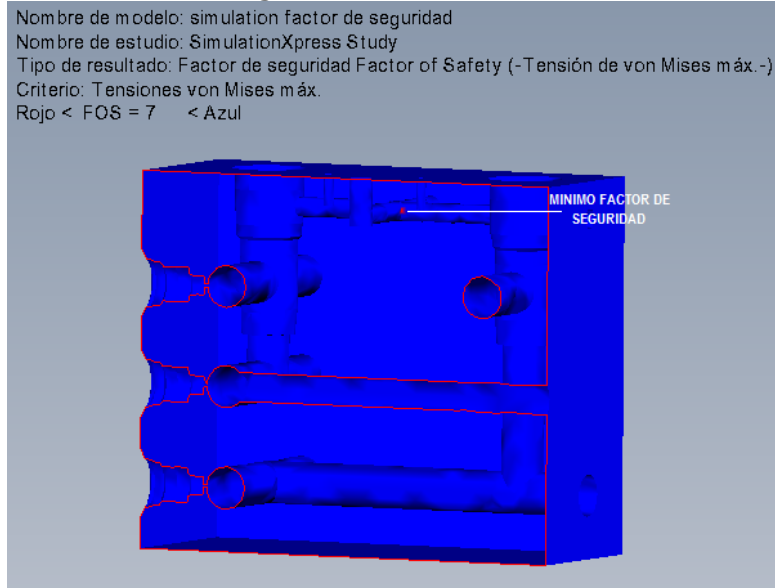 Nombre de modelo: simulation factor de seguridad
Nombre de estudio: SimulationXpress Study
Tipo de resultado: Factor de seguridad Factor of Safety (-Tensión de von Mises máx.-)
Criterio: Tensiones von Mises máx.
Rojo < FOS = 7 < Azul
MINIMO FACTOR DE
SEGURIDAD